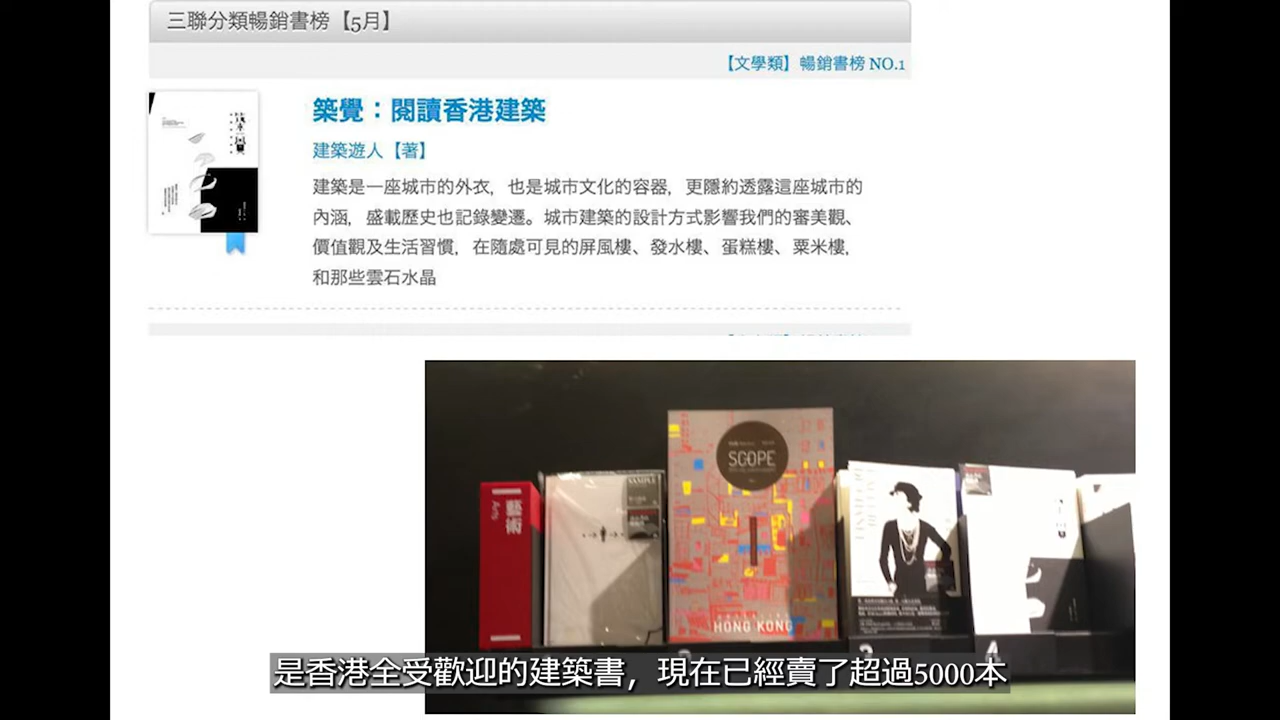 三聯分類暢銷書榜【5月】
【文學類】暢銷書榜 NO.1
築覺：閱讀香港建築
建築遊人【著】
建築是一座城市的外衣，也是城市文化的容器，更隱約透露這座城市的
內涵，盛載歷史也記錄變遷。城市建築的設計方式影響我們的審美觀、
價值觀及生活習慣，在隨處可見的屏風樓、發水樓、蛋糕樓、粟米樓，
和那些雲石水晶
藝術
Arts
SAMPLE
SCOPE
HONG KONG
4
是香港全受歡迎的建築書，現在已經賣了超過5000本